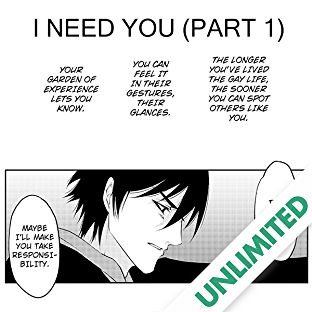 I NEED YOU (PART 1)
THE LONGER
YOU'VE LIVED
THE GAY LIFE,
THE SOONER
YOU CAN SPOT
OTHERS LIKE
YOU.
YOU CAN
FEEL IT
IN THEIR
GESTURES,
THEIR
GLANCES.
YOUR
GARDEN OF
EXPERIENCE
LETS YOU
KNOW.
MAYBE
I'LL MAKE
YOU TAKE
RESPONSI-
BILITY.
UNLIMITED